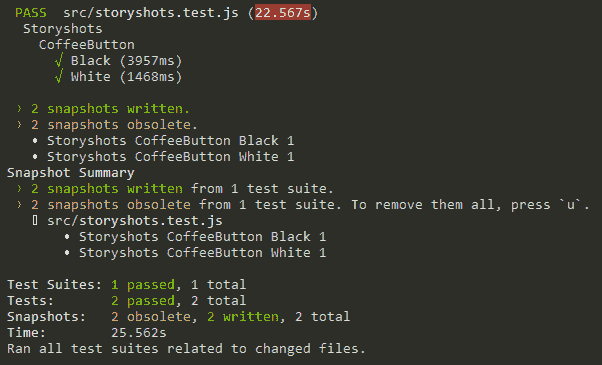 PASS src/storyshots.test.js (22.567s)
Storyshots
CoffeeButton
√ Black (3957ms)
√ White (1468ms)
› 2 snapshots written.
› 2 snapshots obsolete.
• Storyshots CoffeeButton Black 1
• Storyshots CoffeeButton White 1
Snapshot Summary
› 2 snapshots written from 1 test suite.
› 2 snapshots obsolete from 1 test suite. To remove them all, press `u`.
▯ src/storyshots.test.js
• Storyshots CoffeeButton Black 1
• Storyshots CoffeeButton White 1
Test Suites: 1 passed, 1 total
Tests: 2 passed, 2 total
Snapshots: 2 obsolete, 2 written, 2 total
Time: 25.562s
Ran all test suites related to changed files.